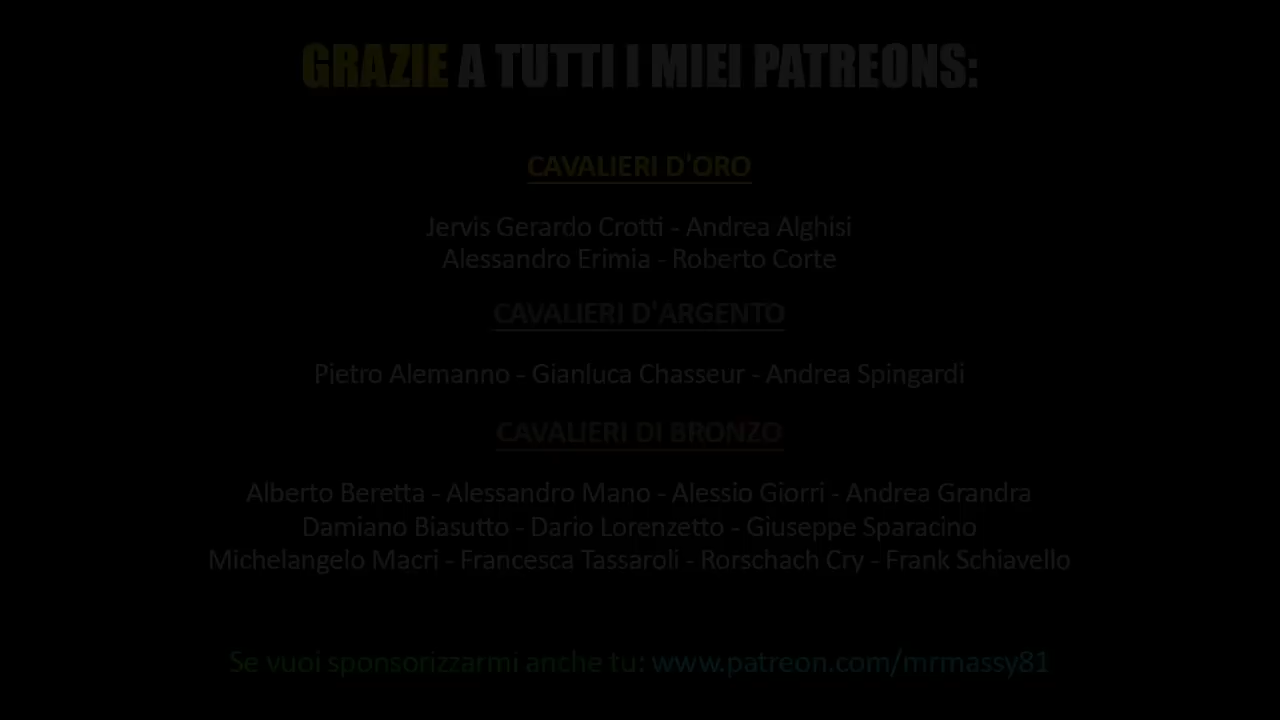 GRAZIE A TUTTI I MIEI PATREONS:
CAVALIERI D'ORO
Jervis Gerardo Crotti - Andrea Alghisi
Alessandro Erimia - Roberto Corte
CAVALIERI D'ARGENTO
Pietro Alemanno - Gianluca Chasseur - Andrea Spingardi
CAVALIERI DI BRONZO
Alberto Beretta - Alessandro Mano - Alessio Giorri - Andrea Grandra
Damiano Biasutto - Dario Lorenzetto - Giuseppe Sparacino
Michelangelo Macri - Francesca Tassaroli - Rorschach Cry - Frank Schiavello
Se vuoi sponsorizzarmi anche tu: www.patreon.com/mrmassy81